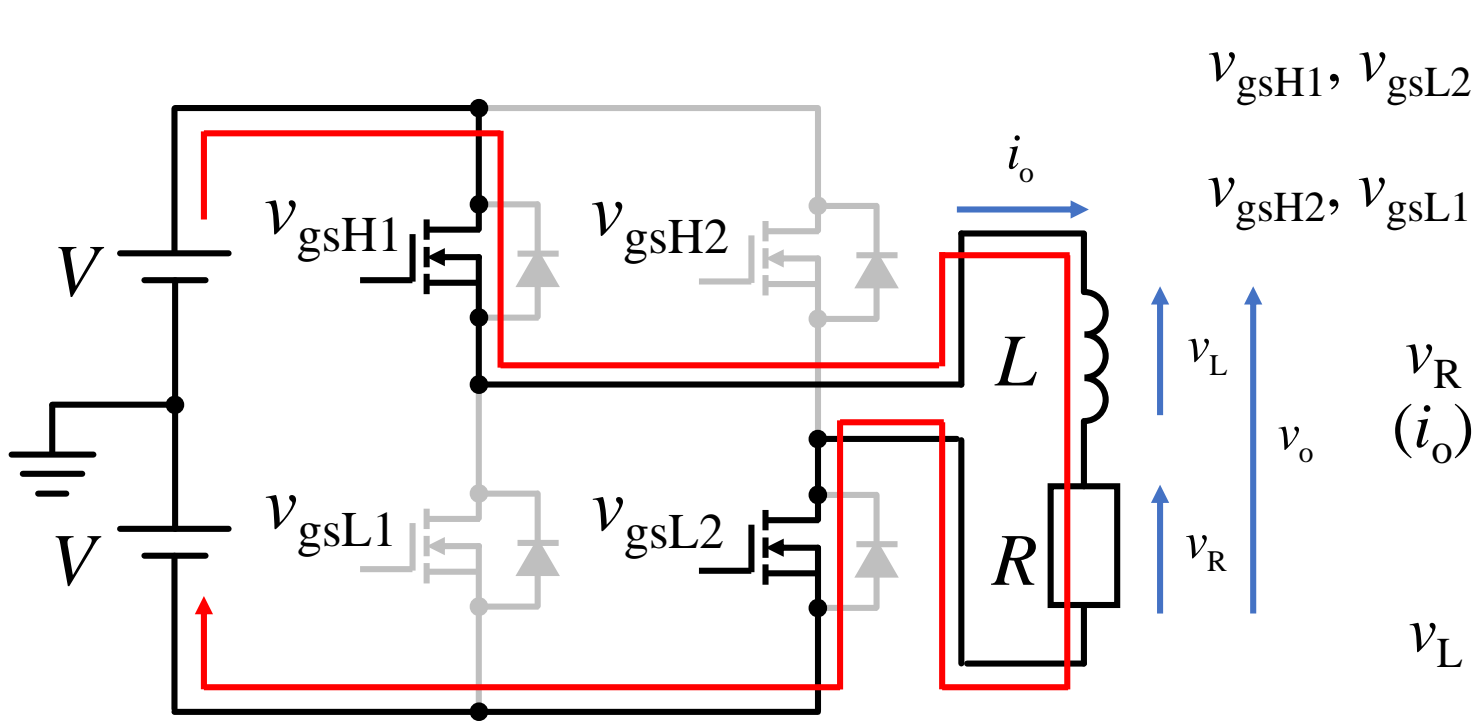 v_gsH1, v_gsL2
i_o
v_gsH2, v_gsL1
v_gsH1
v_gsH2
V
L
v_L
v_R
v_o
(i_o)
v_gsL1
v_gsL2
V
R
v_R
v_L